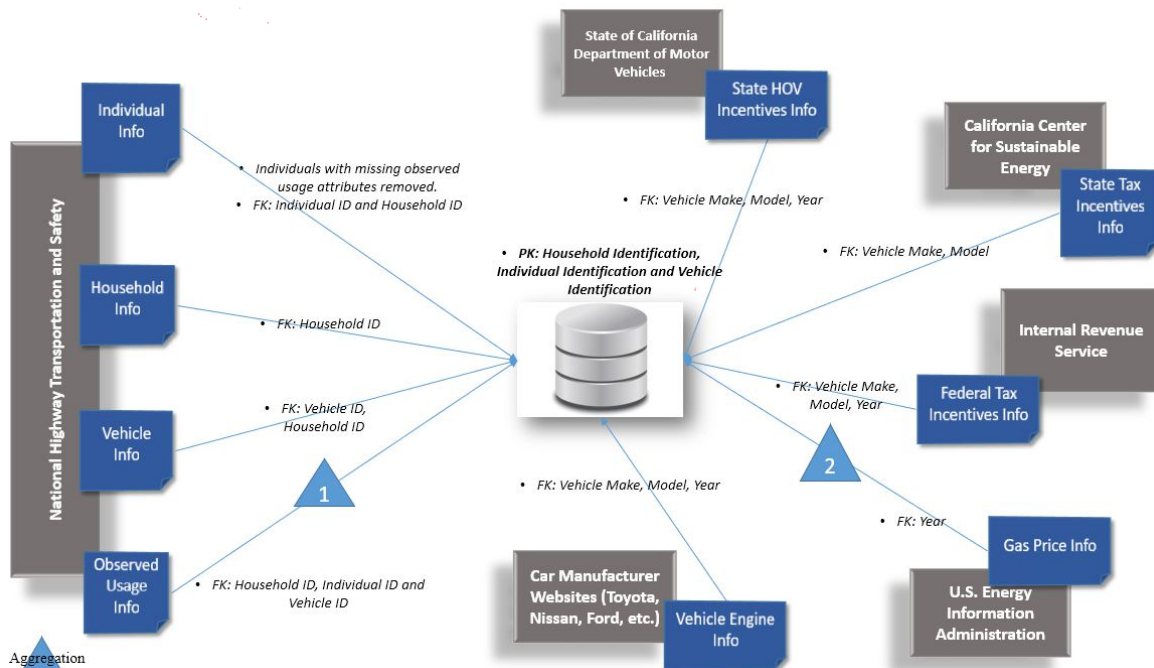 State of California
Department of Motor
Vehicles
State HOV
Incentives Info
Individual
Info
California Center
for Sustainable
Energy
State Tax
Incentives
Info
National Highway Transportation and Safety
• Individuals with missing observed
usage attributes removed.
• FK: Individual ID and Household ID
• FK: Vehicle Make, Model, Year
• FK: Vehicle Make, Model
• PK: Household Identification,
Individual Identification and Vehicle
Identification
Household
Info
• FK: Household ID
Internal Revenue
Service
• FK: Vehicle Make,
Model, Year
Federal Tax
Incentives Info
• FK: Vehicle ID,
Household ID
Vehicle
Info
1
2
• FK: Vehicle Make, Model, Year
• FK: Year
Gas Price Info
Observed
Usage
Info
• FK: Household ID, Individual ID and
Vehicle ID
Car Manufacturer
Websites (Toyota,
Nissan, Ford, etc.)
Vehicle Engine
Info
U.S. Energy
Information
Administration
Aggregation